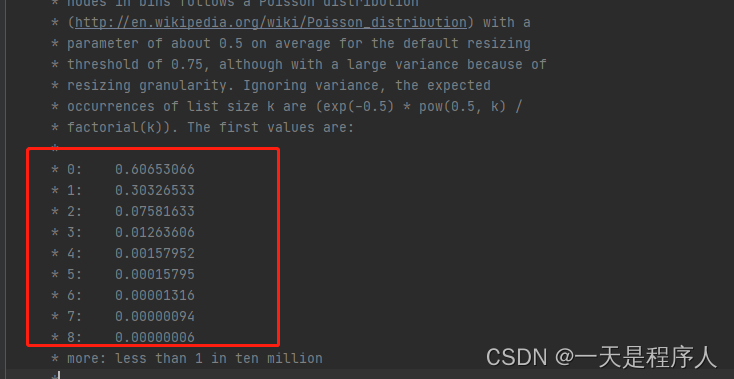 * nodes in bins follows a Poisson distribution
* (http://en.wikipedia.org/wiki/Poisson_distribution) with a
* parameter of about 0.5 on average for the default resizing
* threshold of 0.75, although with a large variance because of
* resizing granularity. Ignoring variance, the expected
* occurrences of list size k are (exp(-0.5) * pow(0.5, k) /
* factorial(k)). The first values are:
*
* 0:    0.60653066
* 1:    0.30326533
* 2:    0.07581633
* 3:    0.01263606
* 4:    0.00157952
* 5:    0.00015795
* 6:    0.00001316
* 7:    0.00000094
* 8:    0.00000006
* more: less than 1 in ten million
*
CSDN @一天是程序人